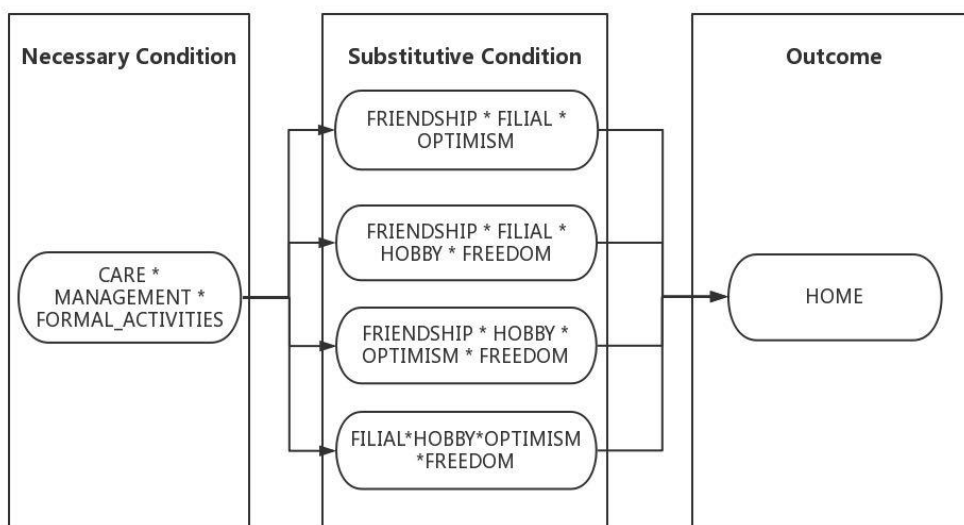 Necessary Condition
CARE *
MANAGEMENT *
FORMAL_ACTIVITIES
Substitutive Condition
FRIENDSHIP * FILIAL *
OPTIMISM
FRIENDSHIP * FILIAL *
HOBBY * FREEDOM
FRIENDSHIP * HOBBY *
OPTIMISM * FREEDOM
FILIAL*HOBBY*OPTIMISM
*FREEDOM
Outcome
HOME